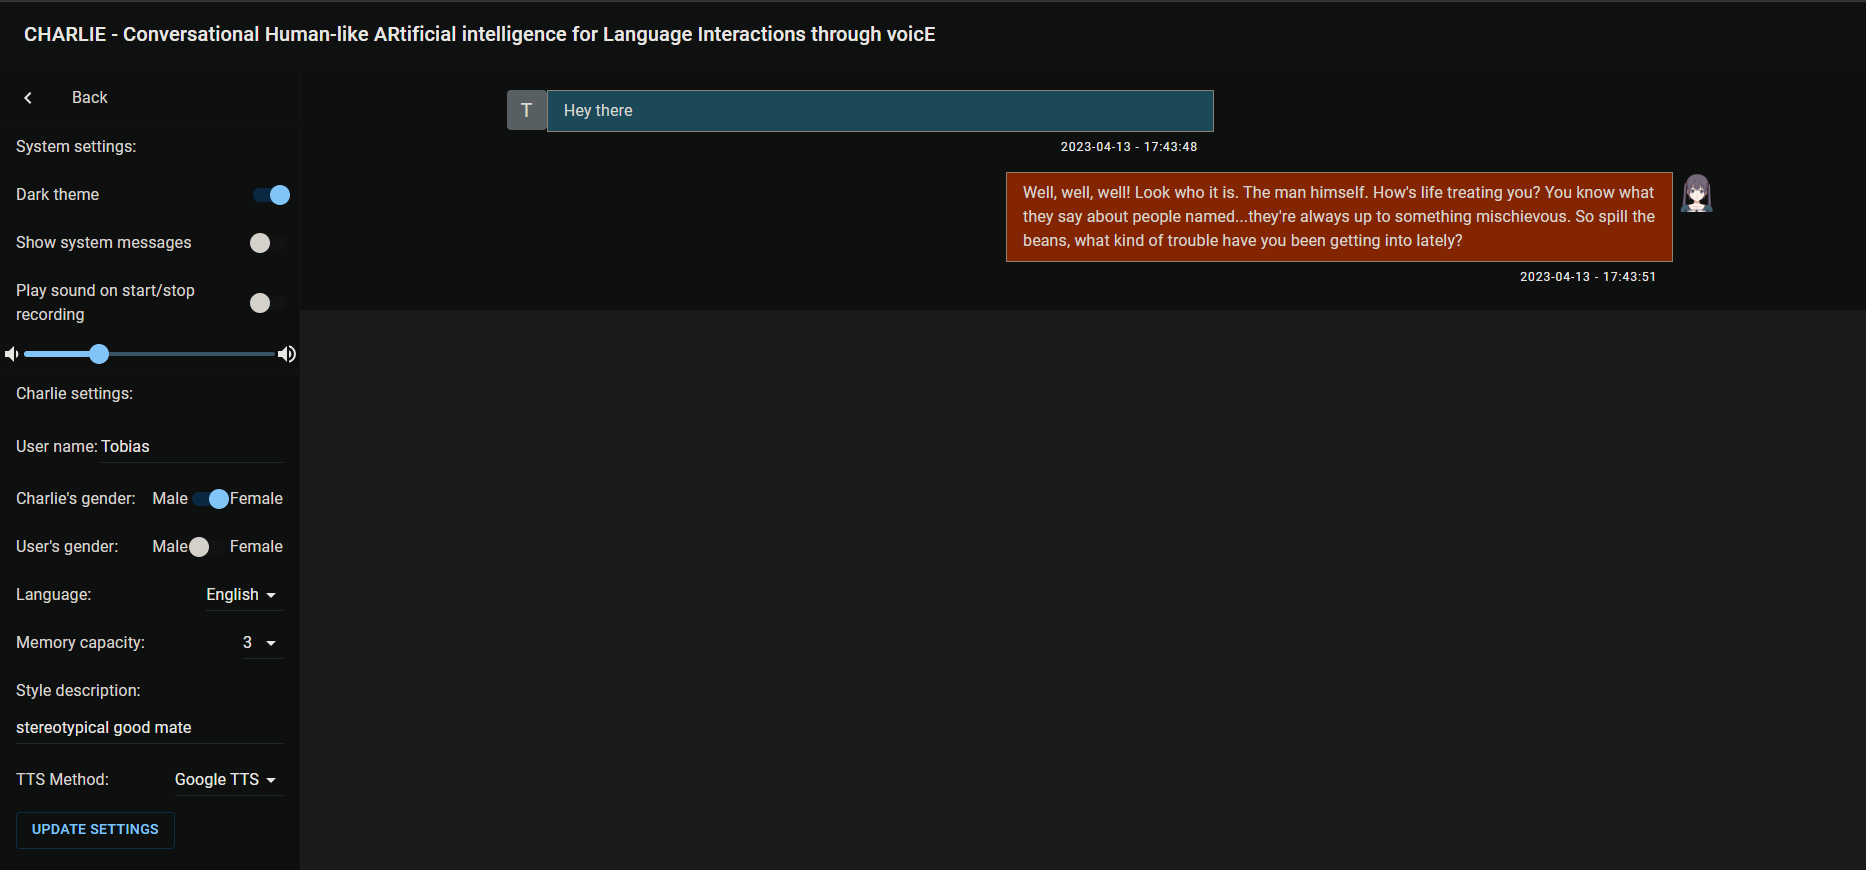 CHARLIE - Conversational Human-like ARtificial intelligence for Language Interactions through voicE
Back
System settings:
Dark theme
Show system messages
Play sound on start/stop
recording
Charlie settings:
User name: Tobias
Charlie's gender: Male Female
User's gender: Male Female
Language: English
Memory capacity: 3
Style description:
stereotypical good mate
TTS Method: Google TTS
UPDATE SETTINGS
T Hey there
2023-04-13 - 17:43:48
Well, well, well! Look who it is. The man himself. How's life treating you? You know what
they say about people named...they're always up to something mischievous. So spill the
beans, what kind of trouble have you been getting into lately?
2023-04-13 - 17:43:51